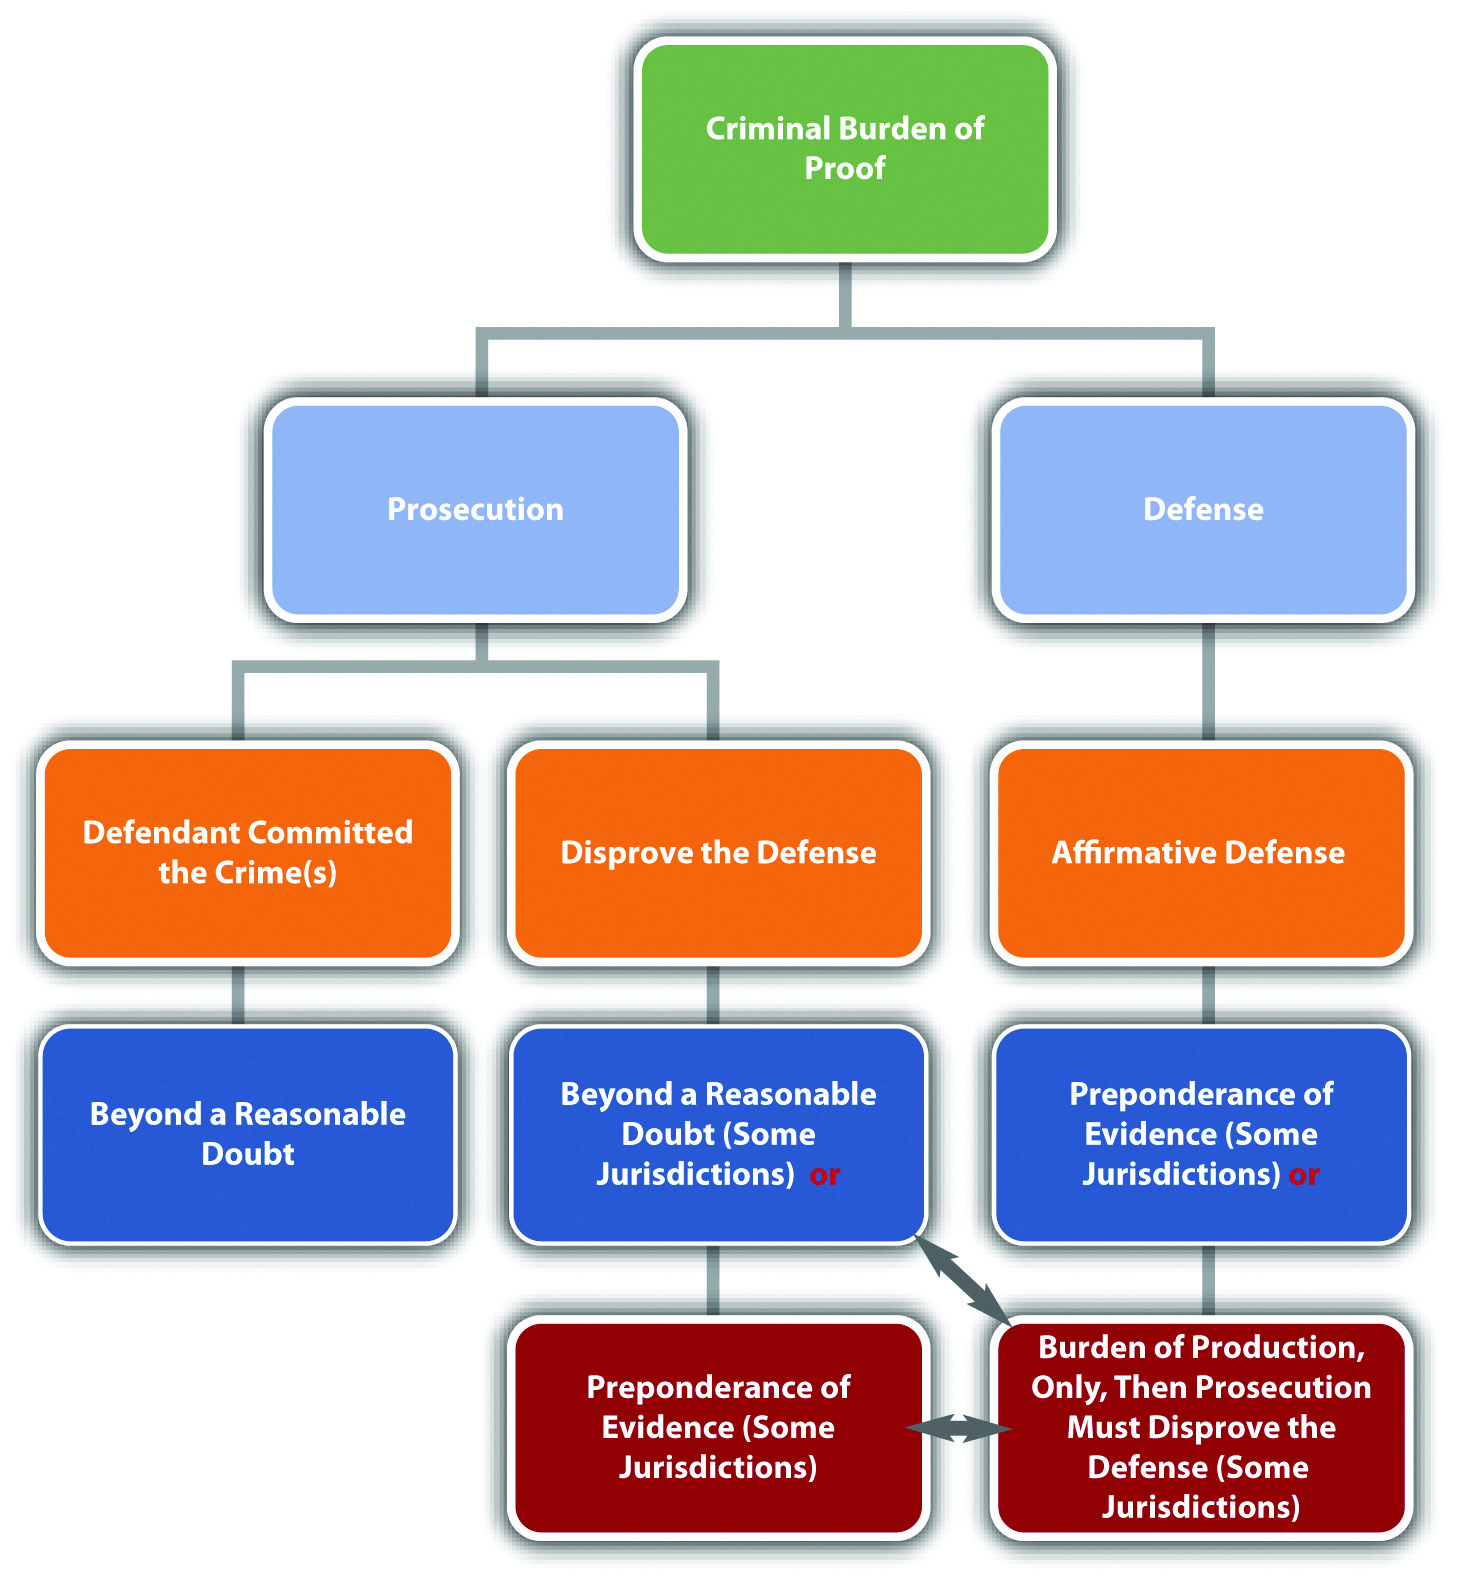 Criminal Burden of
Proof
Prosecution
Defense
Defendant Committed
the Crime(s)
Disprove the Defense
Affirmative Defense
Beyond a Reasonable
Doubt
Beyond a Reasonable
Doubt (Some
Jurisdictions) or
Preponderance of
Evidence (Some
Jurisdictions) or
Preponderance of
Evidence (Some
Jurisdictions)
Burden of Production,
Only, Then Prosecution
Must Disprove the
Defense (Some
Jurisdictions)